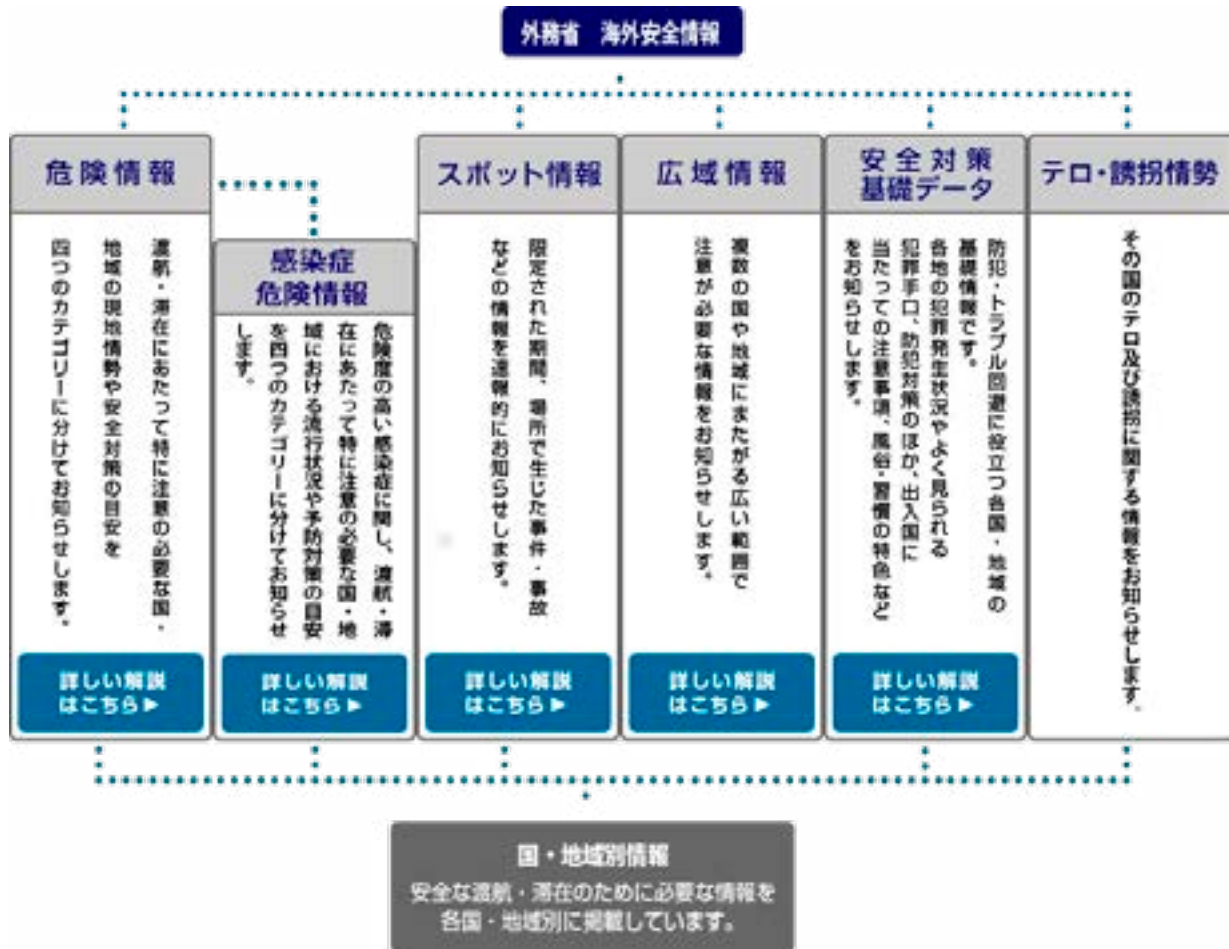 外務省 海外安全情報
危険情報
渡航・滞在にあたって特に注意の必要な国・
地域の現地情勢や安全対策の目安を
四つのカテゴリーに分けてお知らせします。
詳しい解説
はこちら▶
感染症
危険情報
危険度の高い感染症に関し、渡航・滞
在にあたって特に注意の必要な国・地
域における流行状況や予防対策の目安
を四つのカテゴリーに分けてお知らせ
します。
詳しい解説
はこちら▶
スポット情報
限定された期間、場所で生じた事件・事故
などの情報を速報的にお知らせします。
詳しい解説
はこちら▶
広域情報
複数の国や地域にまたがる広い範囲で
注意が必要な情報をお知らせします。
詳しい解説
はこちら▶
安全対策
基礎データ
防犯・トラブル回避に役立つ各国・地域の
基礎情報です。
各地の犯罪発生状況やよく見られる
犯罪手口、防犯対策のほか、出入国に
当たっての注意事項、風俗・習慣の特色など
をお知らせします。
詳しい解説
はこちら▶
テロ・誘拐情勢
その国のテロ及び誘拐に関する情報をお知らせします。
国・地域別情報
安全な渡航・滞在のために必要な情報を
各国・地域別に掲載しています。